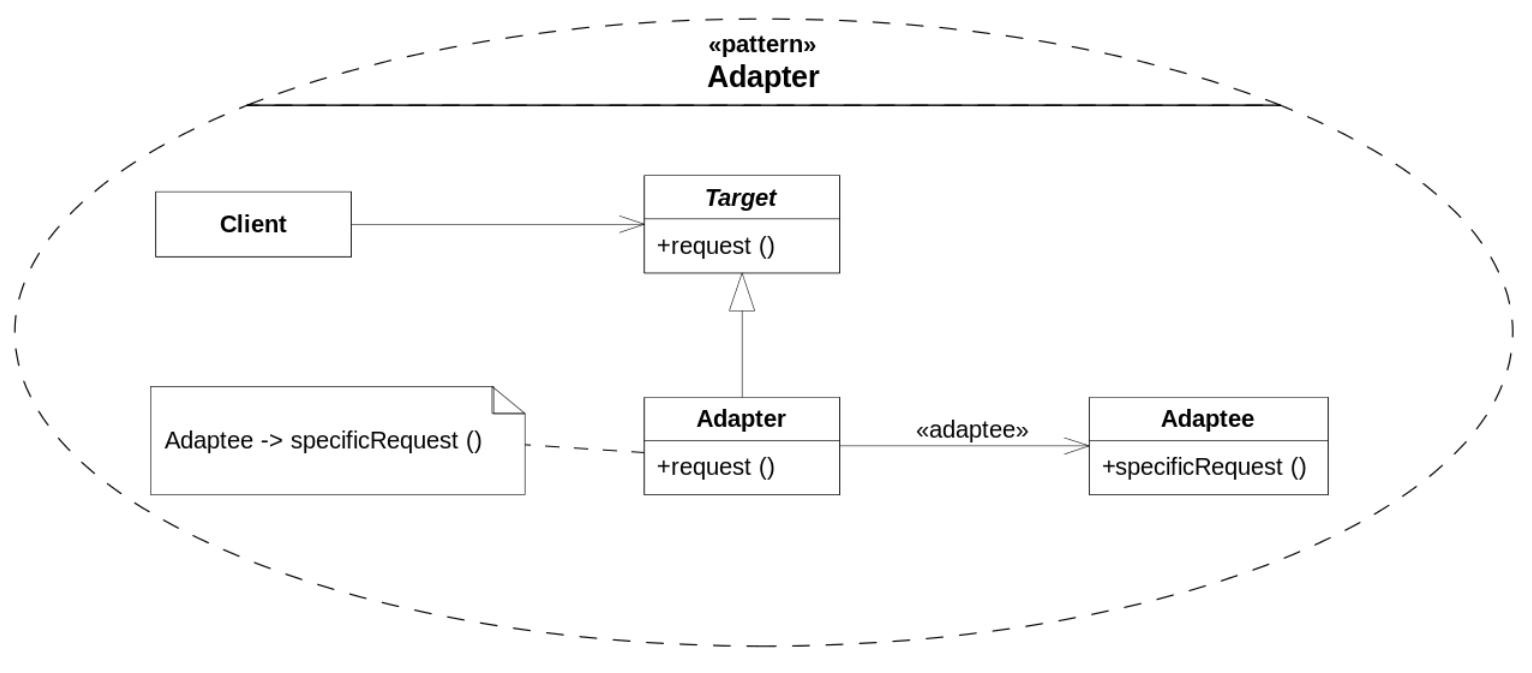 «pattern»
Adapter
Client
Target
+request ()
Adaptee -> specificRequest ()
Adapter
+request ()
«adaptee»
Adaptee
+specificRequest ()